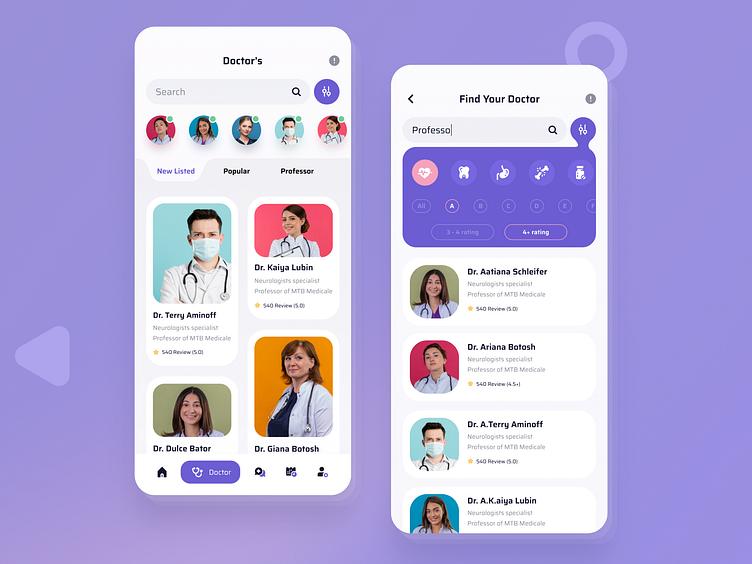 Doctor's
Search
New Listed
Popular
Professor
Dr. Terry Aminoff
Neurologists specialist
Professor of MTB Medicale
540 Review (5.0)
Dr. Kaiya Lubin
Neurologists specialist
Professor of MTB Medicale
540 Review (5.0)
Dr. Dulce Bator
Dr. Giana Botosh
Doctor
Find Your Doctor
Professo
All
A
B
C
D
E
F
3 - 4 rating
4+ rating
Dr. Aatiana Schleifer
Neurologists specialist
Professor of MTB Medicale
540 Review (5.0)
Dr. Ariana Botosh
Neurologists specialist
Professor of MTB Medicale
540 Review (4.5+)
Dr. A.Terry Aminoff
Neurologists specialist
Professor of MTB Medicale
540 Review (5.0)
Dr. A.K.aiya Lubin
Neurologists specialist
Professor of MTB Medicale